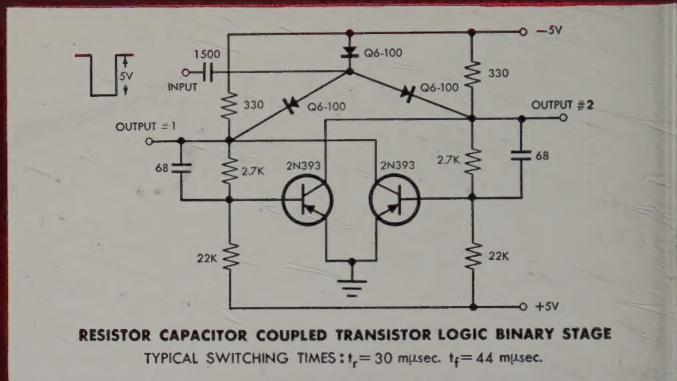 −5V
1500
Q6-100
5V
INPUT
330
Q6-100
Q6-100
330
OUTPUT #1
OUTPUT #2
68
2.7K
2N393
2N393
2.7K
68
22K
22K
+5V
RESISTOR CAPACITOR COUPLED TRANSISTOR LOGIC BINARY STAGE
TYPICAL SWITCHING TIMES: tr= 30 mμsec. tf= 44 mμsec.